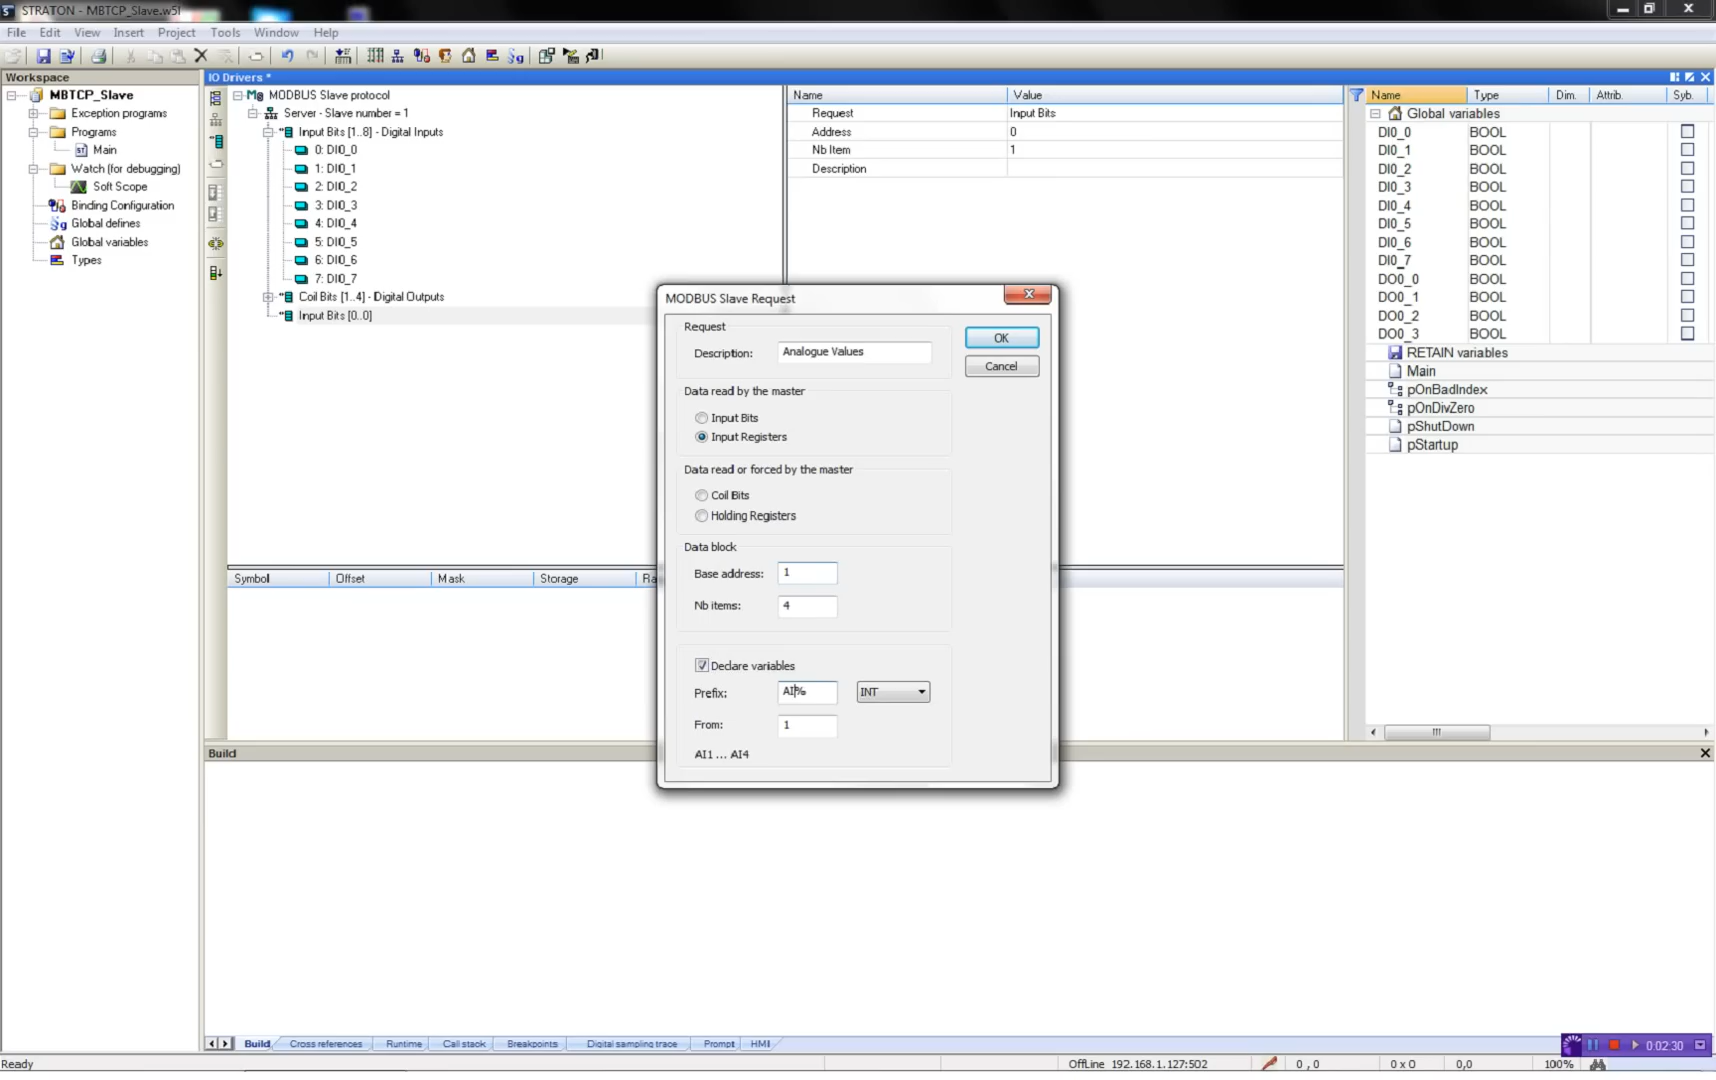 STRATON - MBTCP_Slave.w5l
File Edit View Insert Project Tools Window Help
Workspace
MBTCP_Slave
Exception programs
Programs
Main
Watch (for debugging)
Soft Scope
Binding Configuration
Global defines
Global variables
Types
IO Drivers *
MODBUS Slave protocol
Server - Slave number = 1
Input Bits [1..8] - Digital Inputs
0: DI0_0
1: DI0_1
2: DI0_2
3: DI0_3
4: DI0_4
5: DI0_5
6: DI0_6
7: DI0_7
Coil Bits [1..4] - Digital Outputs
Input Bits [0..0]
Name Value
Request Input Bits
Address 0
Nb Item 1
Description
Symbol Offset Mask Storage Ra
MODBUS Slave Request
Request
Description: Analogue Values
OK
Cancel
Data read by the master
Input Bits
Input Registers
Data read or forced by the master
Coil Bits
Holding Registers
Data block
Base address: 1
Nb items: 4
Declare variables
Prefix: AI% INT
From: 1
AI1 ... AI4
Name Type Dim. Attrib. Syb.
Global variables
DI0_0 BOOL
DI0_1 BOOL
DI0_2 BOOL
DI0_3 BOOL
DI0_4 BOOL
DI0_5 BOOL
DI0_6 BOOL
DI0_7 BOOL
DO0_0 BOOL
DO0_1 BOOL
DO0_2 BOOL
DO0_3 BOOL
RETAIN variables
Main
pOnBadIndex
pOnDivZero
pShutDown
pStartup
Build
Build Cross references Runtime Call stack Breakpoints Digital sampling trace Prompt HMI
0:02:30
Ready OffLine 192.168.1.127:502 0 , 0 0 x 0 0,0 100%